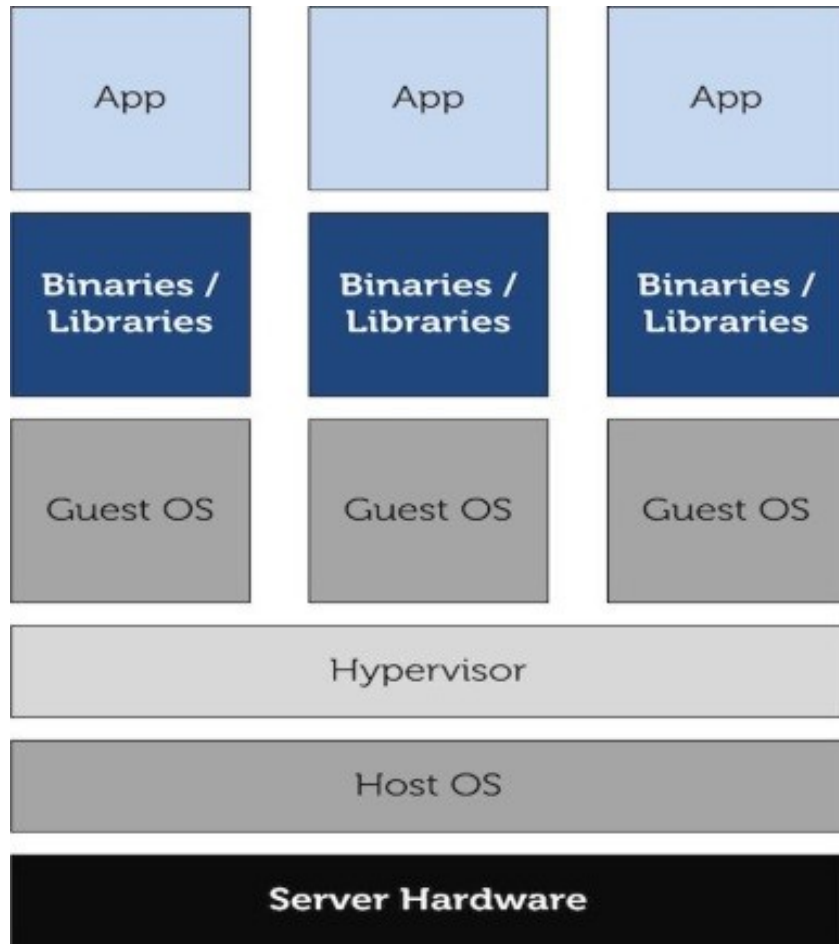 App
App
App
Binaries /
Libraries
Binaries /
Libraries
Binaries /
Libraries
Guest OS
Guest OS
Guest OS
Hypervisor
Host OS
Server Hardware